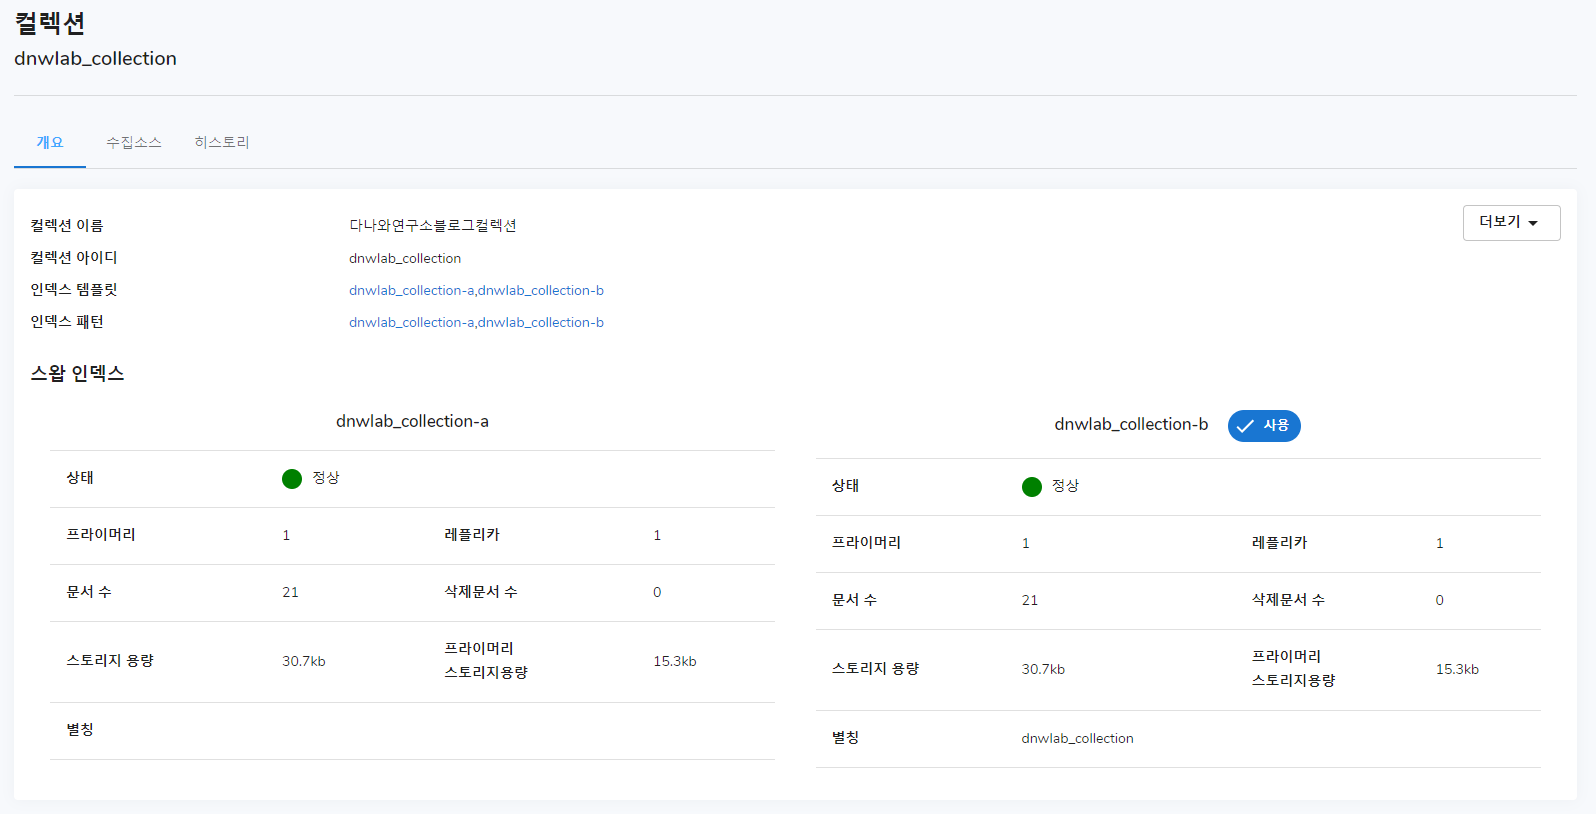 컬렉션
dnwlab_collection
개요 수집소스 히스토리
컬렉션 이름 다나와연구소블로그컬렉션 더보기
컬렉션 아이디 dnwlab_collection
인덱스 템플릿 dnwlab_collection-a,dnwlab_collection-b
인덱스 패턴 dnwlab_collection-a,dnwlab_collection-b
스왑 인덱스
dnwlab_collection-a
상태 정상
프라이머리 1 레플리카 1
문서 수 21 삭제문서 수 0
스토리지 용량 30.7kb 프라이머리
스토리지용량 15.3kb
별칭
dnwlab_collection-b 사용
상태 정상
프라이머리 1 레플리카 1
문서 수 21 삭제문서 수 0
스토리지 용량 30.7kb 프라이머리
스토리지용량 15.3kb
별칭 dnwlab_collection